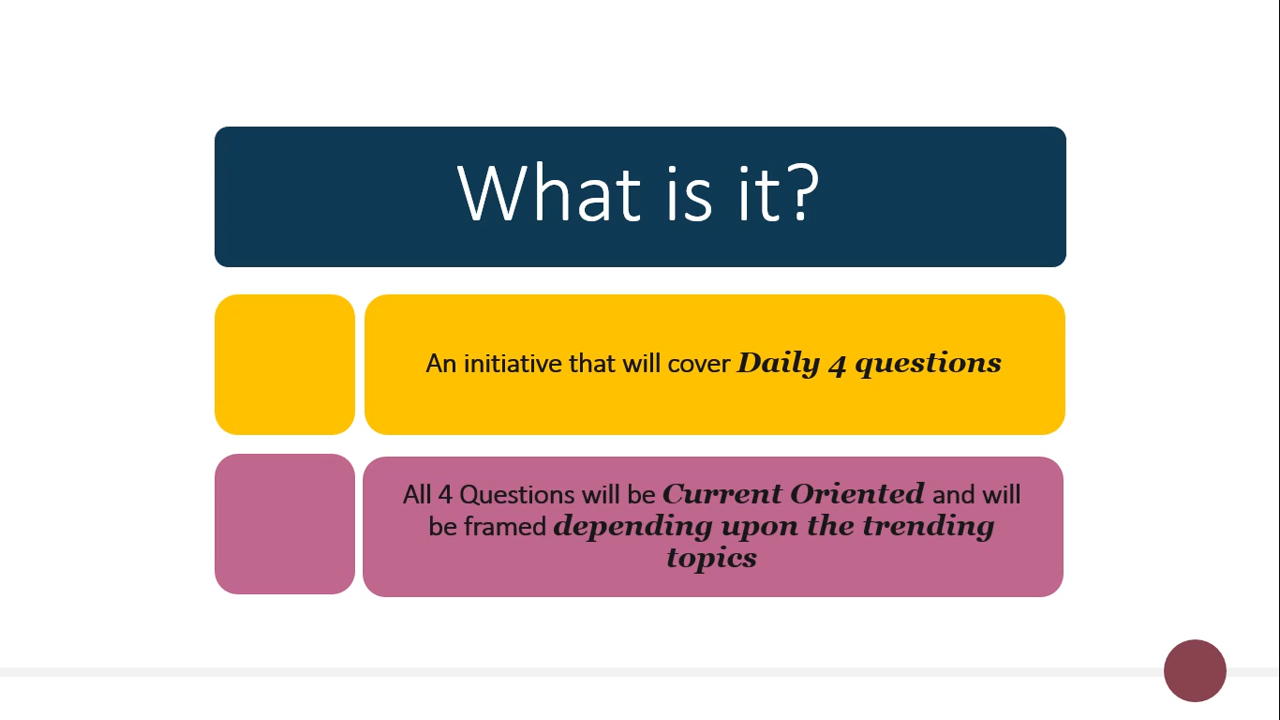 What is it?
An initiative that will cover Daily 4 questions
All 4 Questions will be Current Oriented and will
be framed depending upon the trending
topics